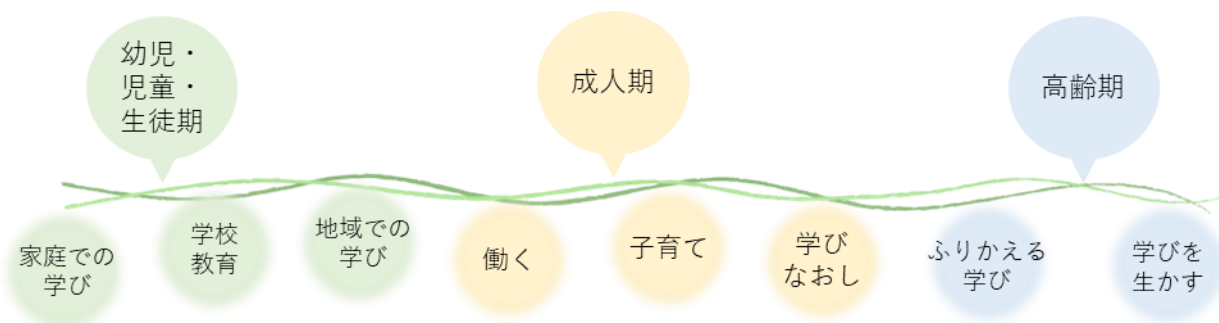 幼児・
児童・
生徒期
成人期
高齢期
家庭での
学び
学校
教育
地域での
学び
働く
子育て
学び
なおし
ふりかえる
学び
学びを
生かす